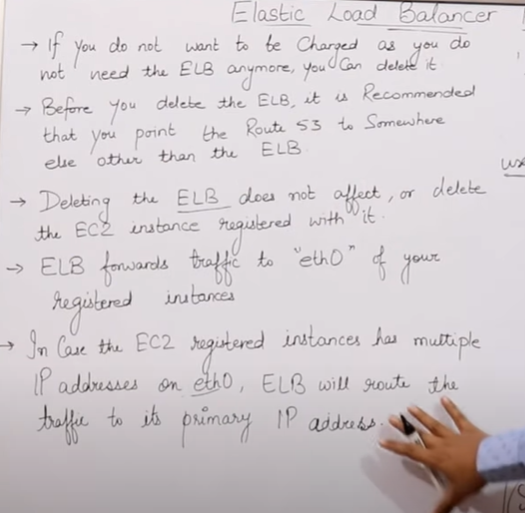 Elastic Load Balancer
→ If you do not want to be Charged as you do
not need the ELB anymore, you Can delete it
→ Before you delete the ELB, it is Recommended
that you point the Route 53 to Somewhere
else other than the ELB
→ Deleting the ELB does not affect, or delete
the EC2 instance registered with it.
→ ELB forwards traffic to "eth0" of your
registered instances
→ In Case the EC2 registered instances has multiple
IP addresses on eth0, ELB will route the
traffic to its primary IP address.